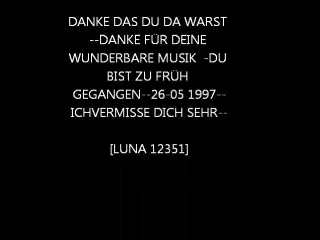 DANKE DAS DU DA WARST
--DANKE FÜR DEINE
WUNDERBARE MUSIK -DU
BIST ZU FRÜH
GEGANGEN--26-05 1997--
ICHVERMISSE DICH SEHR--
[LUNA 12351]